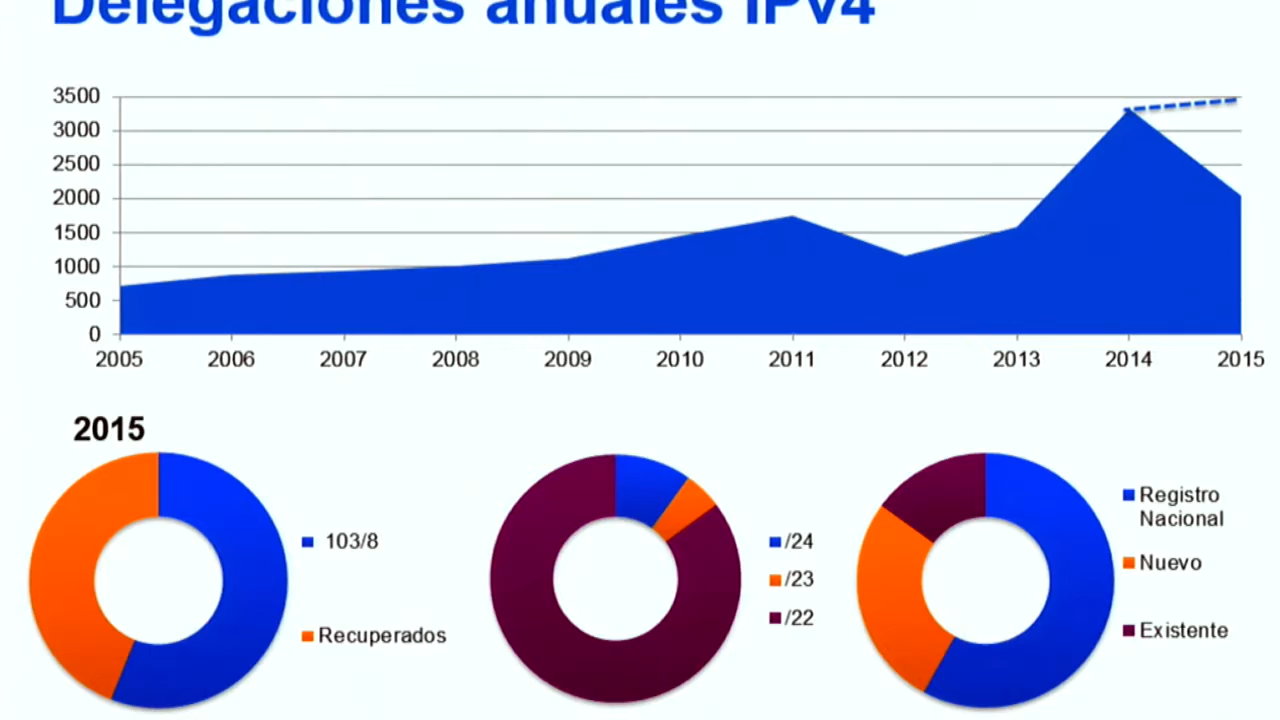 Delegaciones anuales IPv4
3500
3000
2500
2000
1500
1000
500
0
2005 2006 2007 2008 2009 2010 2011 2012 2013 2014 2015
2015
103/8
Recuperados
/24
/23
/22
Registro
Nacional
Nuevo
Existente